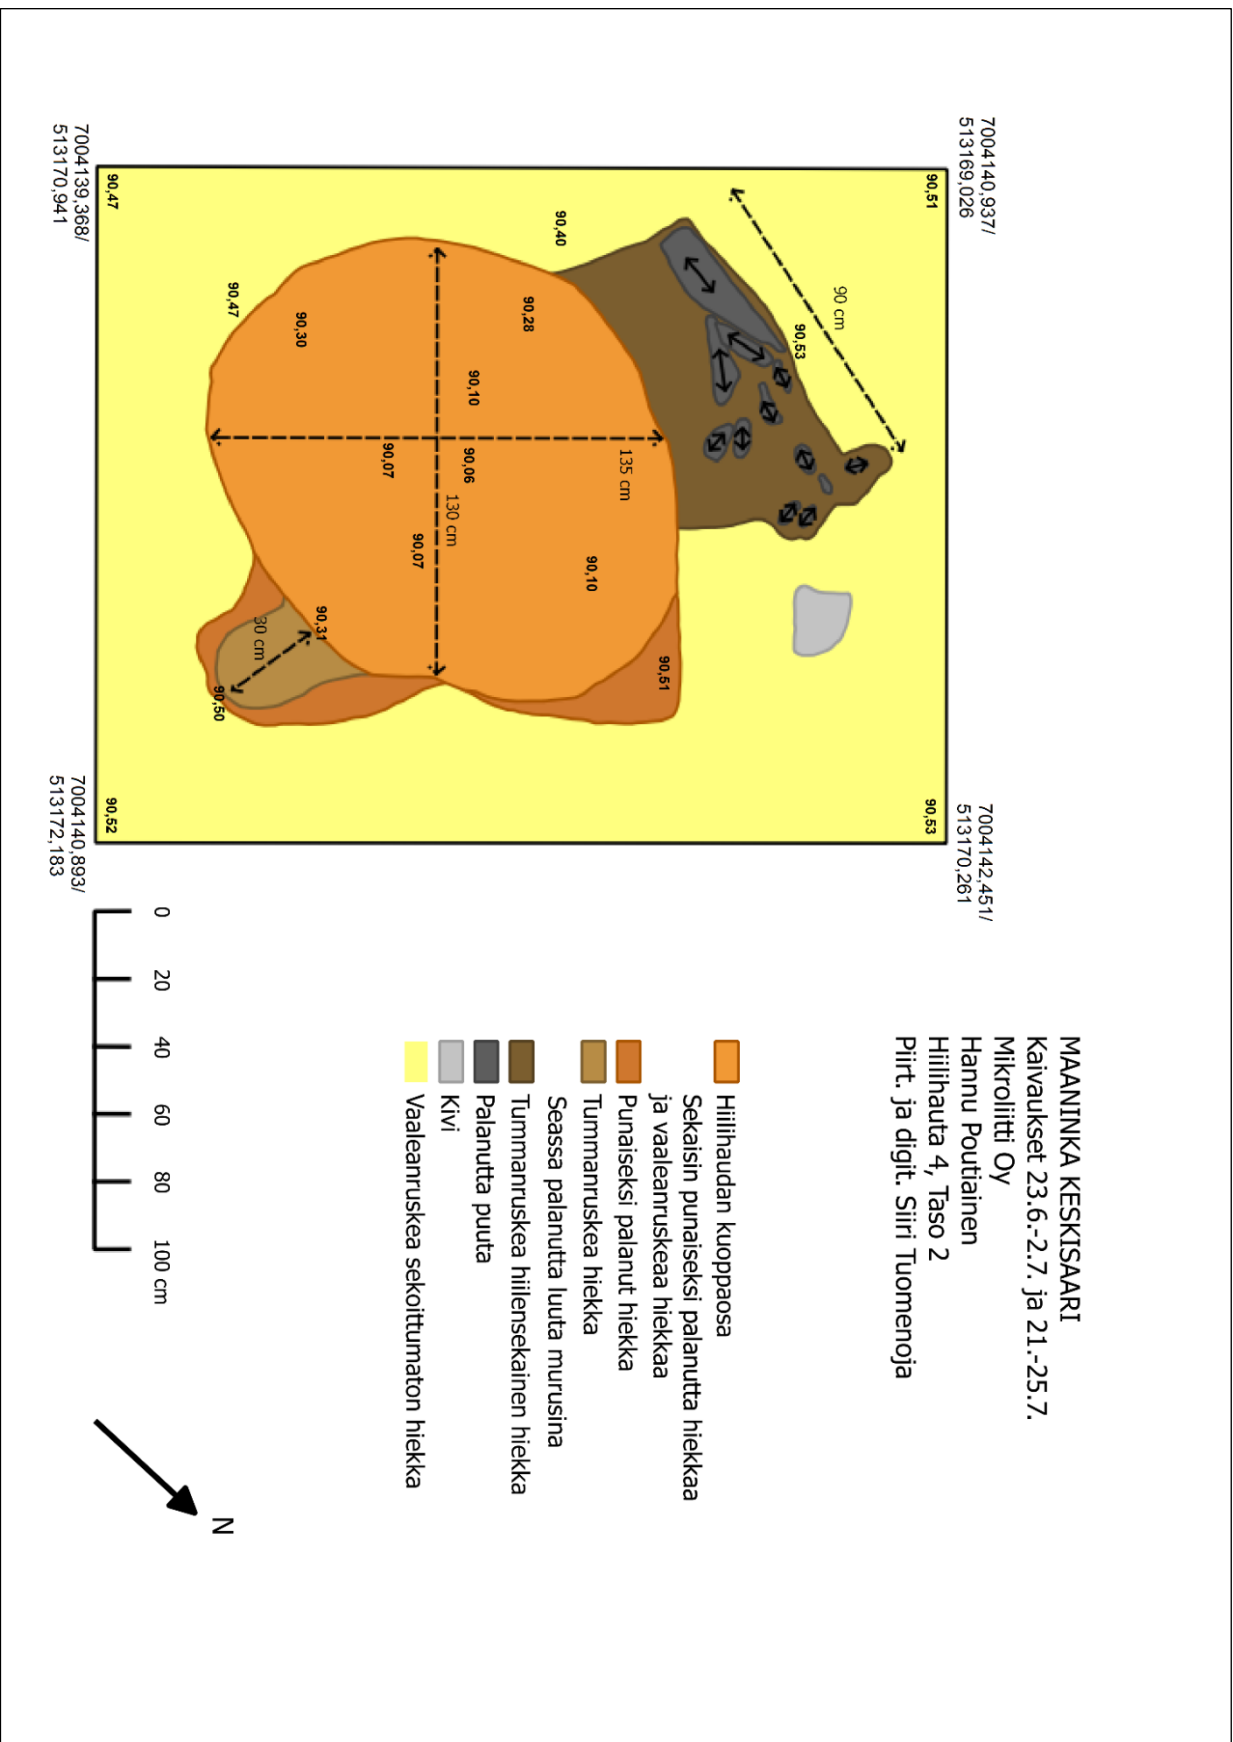 MAANINKA KESKISAARI
Kaivaukset 23.6.-2.7. ja 21.-25.7.
Mikroliitti Oy
Hannu Poutiainen
Hiilihauta 4, Taso 2
Piirt. ja digit. Siiri Tuomenoja
7004140,937/
513169,026
7004142,451/
513170,261
90,51
90,53
90 cm
90,53
90,40
90,51
135 cm
90,10
90,28
90,10
90,06
130 cm
90,07
90,07
90,31
90,30
30 cm
90,47
90,50
90,47
90,52
7004139,368/
513170,941
7004140,893/
513172,183
Hiilihaudan kuoppaosa
Sekaisin punaiseksi palanutta hiekkaa
ja vaaleanruskeaa hiekkaa
Punaiseksi palanut hiekka
Tummanruskea hiekka
Seassa palanutta luuta murusina
Tummanruskea hiilensekainen hiekka
Palanutta puuta
Kivi
Vaaleanruskea sekoittumaton hiekka
0 20 40 60 80 100 cm
N